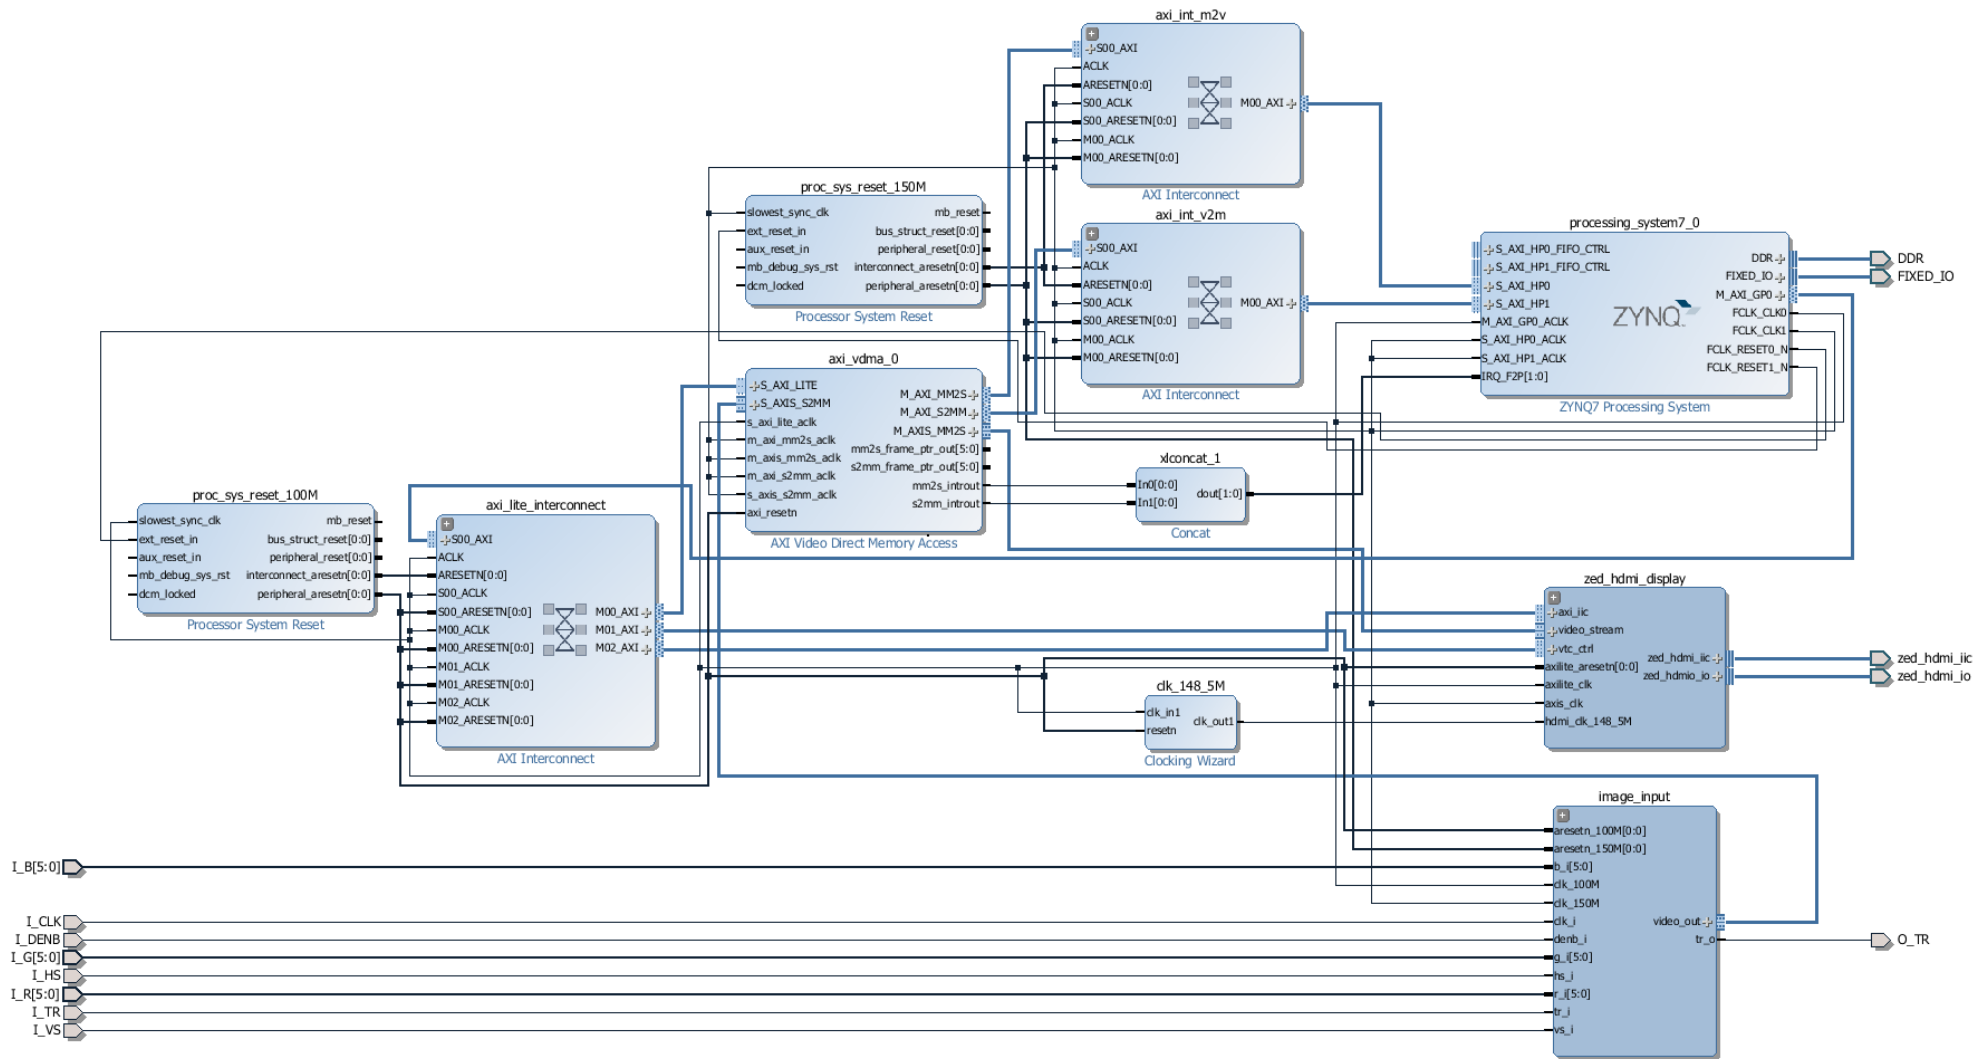 axi_int_m2v
S00_AXI
ACLK
ARESETN[0:0]
S00_ACLK
M00_AXI
S00_ARESETN[0:0]
M00_ACLK
M00_ARESETN[0:0]
AXI Interconnect
proc_sys_reset_150M
slowest_sync_clk
mb_reset
ext_reset_in
bus_struct_reset[0:0]
aux_reset_in
peripheral_reset[0:0]
mb_debug_sys_rst
interconnect_aresetn[0:0]
dcm_locked
peripheral_aresetn[0:0]
Processor System Reset
axi_int_v2m
S00_AXI
ACLK
ARESETN[0:0]
S00_ACLK
M00_AXI
S00_ARESETN[0:0]
M00_ACLK
M00_ARESETN[0:0]
AXI Interconnect
processing_system7_0
S_AXI_HP0_FIFO_CTRL
S_AXI_HP1_FIFO_CTRL
S_AXI_HP0
S_AXI_HP1
M_AXI_GP0_ACLK
S_AXI_HP0_ACLK
S_AXI_HP1_ACLK
IRQ_F2P[1:0]
ZYNQ
DDR
FIXED_IO
M_AXI_GP0
FCLK_CLK0
FCLK_CLK1
FCLK_RESET0_N
FCLK_RESET1_N
ZYNQ7 Processing System
DDR
FIXED_IO
axi_vdma_0
S_AXI_LITE
S_AXIS_S2MM
s_axi_lite_aclk
m_axi_mm2s_aclk
m_axis_mm2s_aclk
m_axi_s2mm_aclk
s_axis_s2mm_aclk
axi_resetn
M_AXI_MM2S
M_AXI_S2MM
M_AXIS_MM2S
mm2s_frame_ptr_out[5:0]
s2mm_frame_ptr_out[5:0]
mm2s_introut
s2mm_introut
AXI Video Direct Memory Access
xlconcat_1
In0[0:0]
In1[0:0]
dout[1:0]
Concat
proc_sys_reset_100M
slowest_sync_clk
mb_reset
ext_reset_in
bus_struct_reset[0:0]
aux_reset_in
peripheral_reset[0:0]
mb_debug_sys_rst
interconnect_aresetn[0:0]
dcm_locked
peripheral_aresetn[0:0]
Processor System Reset
axi_lite_interconnect
S00_AXI
ACLK
ARESETN[0:0]
S00_ACLK
S00_ARESETN[0:0]
M00_ACLK
M00_ARESETN[0:0]
M01_ACLK
M01_ARESETN[0:0]
M02_ACLK
M02_ARESETN[0:0]
M00_AXI
M01_AXI
M02_AXI
AXI Interconnect
zed_hdmi_display
axi_iic
video_stream
vtc_ctrl
axilite_aresetn[0:0]
axilite_clk
axis_clk
hdmi_clk_148_5M
zed_hdmi_iic
zed_hdmio_io
zed_hdmi_iic
zed_hdmi_io
clk_148_5M
clk_in1
resetn
clk_out1
Clocking Wizard
image_input
aresetn_100M[0:0]
aresetn_150M[0:0]
b_i[5:0]
clk_100M
clk_150M
clk_i
denb_i
g_i[5:0]
hs_i
r_i[5:0]
tr_i
vs_i
video_out
tr_o
O_TR
I_B[5:0]
I_CLK
I_DENB
I_G[5:0]
I_HS
I_R[5:0]
I_TR
I_VS